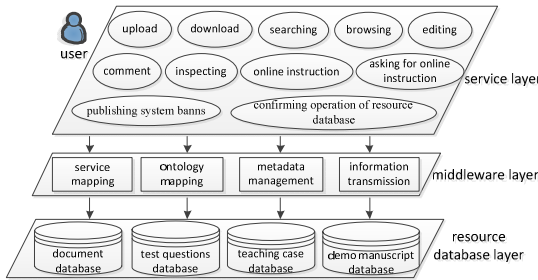 upload
download
searching
browsing
editing
user
comment
inspecting
online instruction
asking for online
instruction
service layer
publishing system banns
confirming operation of resource
database
service
mapping
ontology
mapping
metadata
management
information
transmission
middleware layer
document
database
test questions
database
teaching case
database
demo manuscript
database
resource
database layer